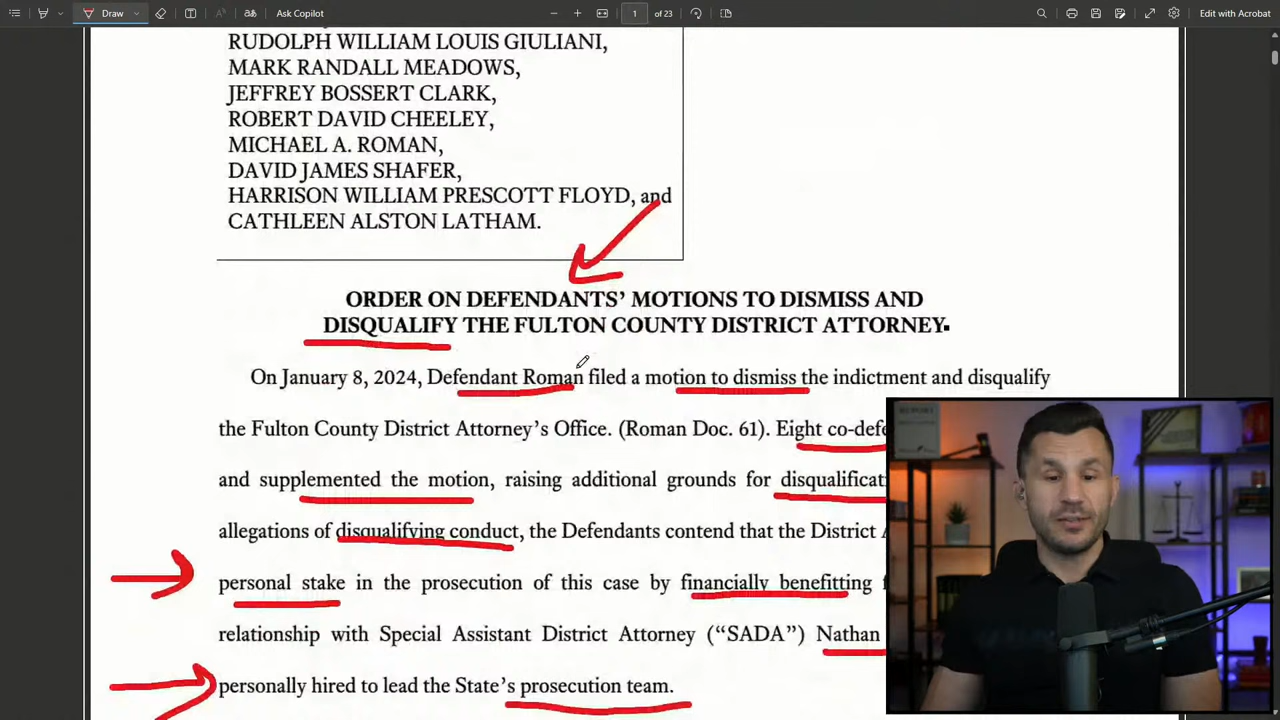 Draw
Ask Copilot
1
of 23
Edit with Acrobat
RUDOLPH WILLIAM LOUIS GIULIANI,
MARK RANDALL MEADOWS,
JEFFREY BOSSERT CLARK,
ROBERT DAVID CHEELEY,
MICHAEL A. ROMAN,
DAVID JAMES SHAFER,
HARRISON WILLIAM PRESCOTT FLOYD, and
CATHLEEN ALSTON LATHAM.
ORDER ON DEFENDANTS’ MOTIONS TO DISMISS AND
DISQUALIFY THE FULTON COUNTY DISTRICT ATTORNEY.
On January 8, 2024, Defendant Roman filed a motion to dismiss the indictment and disqualify
the Fulton County District Attorney’s Office. (Roman Doc. 61). Eight
and supplemented the motion, raising additional grounds for
allegations of disqualifying conduct, the Defendants contend that the District
personal stake in the prosecution of this case by financially benefitting
relationship with Special Assistant District Attorney (“SADA”) Nathan
personally hired to lead the State’s prosecution team.
REPORT